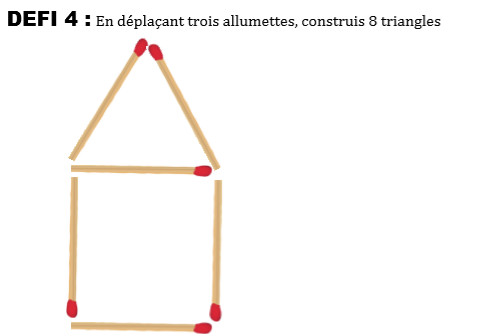 DEFI 4 : En déplaçant trois allumettes, construis 8 triangles